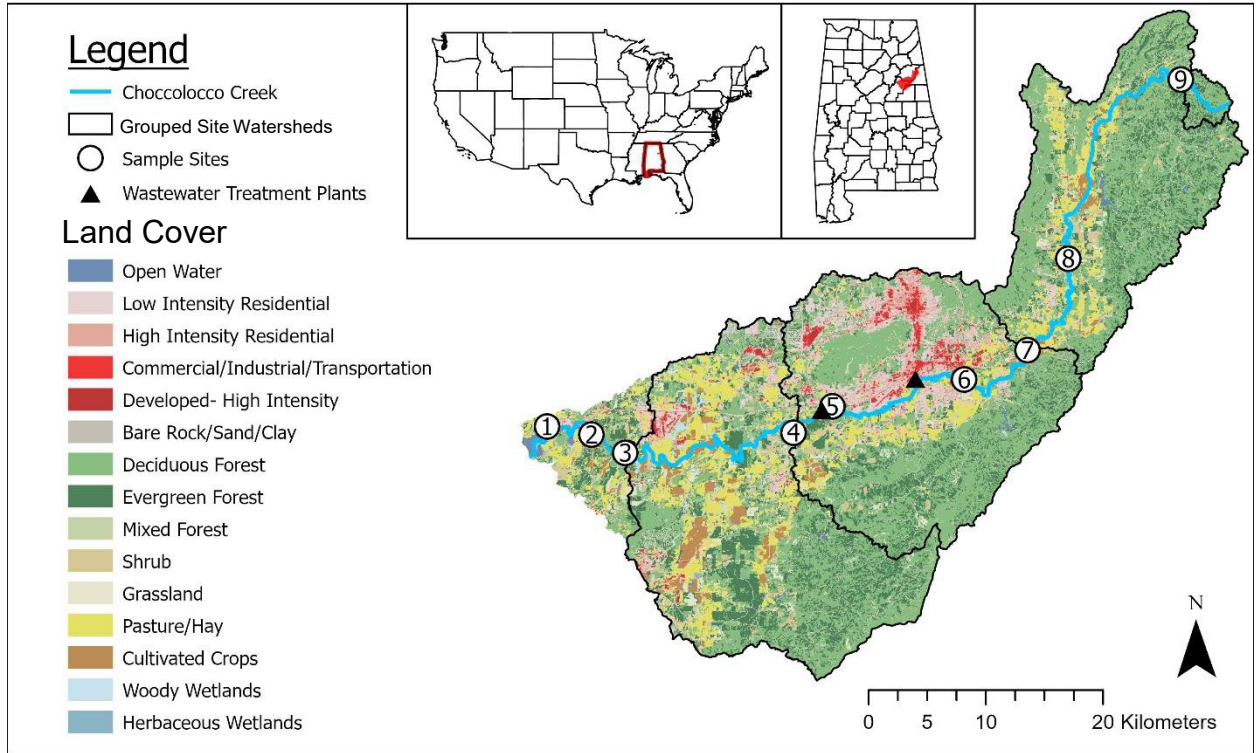 Legend
Choccolocco Creek
Grouped Site Watersheds
Sample Sites
Wastewater Treatment Plants
Land Cover
Open Water
Low Intensity Residential
High Intensity Residential
Commercial/Industrial/Transportation
Developed- High Intensity
Bare Rock/Sand/Clay
Deciduous Forest
Evergreen Forest
Mixed Forest
Shrub
Grassland
Pasture/Hay
Cultivated Crops
Woody Wetlands
Herbaceous Wetlands
9
8
7
6
5
4
1
2
3
N
0 5 10 20 Kilometers